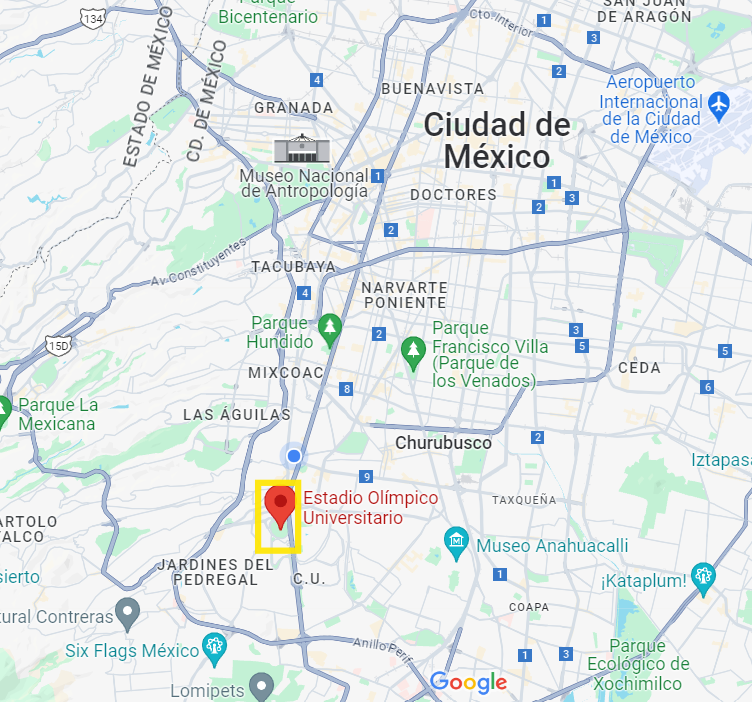 Parque
Bicentenario
134
Cto. Interior
1
3
SAN JUAN
DE ARAGÓN
ESTADO DE MÉXICO
CD. DE MÉXICO
4
2
BUENAVISTA
GRANADA
Aeropuerto
Internacional
de la Ciudad
de México
Ciudad de
México
Museo Nacional
de Antropología
1
DOCTORES
1
3
2
2
Av Constituyentes
TACUBAYA
4
NARVARTE
PONIENTE
Parque
Hundido
2
Parque
Francisco Villa
(Parque de
los Venados)
3
5
5
15D
MIXCOAC
8
CEDA
6
Parque La
Mexicana
LAS ÁGUILAS
Churubusco
2
Iztapasa
9
Estadio Olímpico
Universitario
TAXQUEÑA
ARTOLO
ALCO
Museo Anahuacalli
JARDINES DEL
PEDREGAL
C.U.
1
¡Kataplum!
sierto
COAPA
tural Contreras
Six Flags México
Anillo Perif
1
3
Parque
Ecológico de
Xochimilco
Lomipets
Google